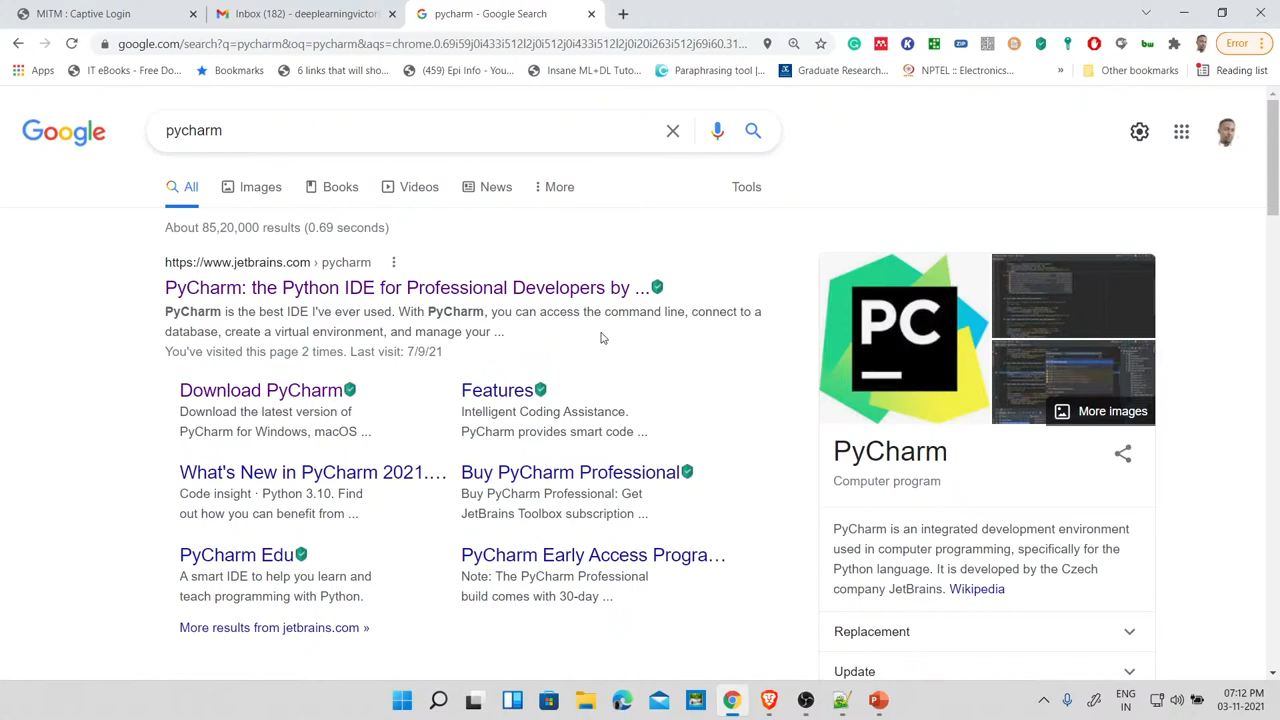 MITM : Captive Login
Inbox (182) - deeplearningvictor
pycharm - Google Search
google.com/search?q=pycharm&oq=pycharm&aqs=chrome.0.69i59j0i433i512l2j0i512j0i433i512j0i20i263i512j69i60.31...
Error
Apps
IT eBooks - Free Do...
Bookmarks
6 links that will sho...
(459) Epi Info - You...
Insane ML+DL Tuto...
Paraphrasing tool |...
Graduate Research...
NPTEL :: Electronics...
»
Other bookmarks
Reading list
Google
pycharm
All
Images
Books
Videos
News
More
Tools
About 85,20,000 results (0.69 seconds)
https://www.jetbrains.com › pycharm
PyCharm: the Python IDE for Professional Developers by ...
PyCharm is the best IDE I've ever used. With PyCharm, you can access the command line, connect to
database, create a virtual environment, and manage your ...
You've visited this page Last visit:
Download PyCharm
Download the latest version of
PyCharm for Windows, macOS ...
Features
Intelligent Coding Assistance.
PyCharm provides smart code ...
What's New in PyCharm 2021....
Code insight · Python 3.10. Find
out how you can benefit from ...
Buy PyCharm Professional
Buy PyCharm Professional: Get
JetBrains Toolbox subscription ...
PyCharm Edu
A smart IDE to help you learn and
teach programming with Python.
PyCharm Early Access Progra...
Note: The PyCharm Professional
build comes with 30-day ...
More results from jetbrains.com »
PC
More images
PyCharm
Computer program
PyCharm is an integrated development environment
used in computer programming, specifically for the
Python language. It is developed by the Czech
company JetBrains. Wikipedia
Replacement
Update
ENG
IN
07:12 PM
03-11-2021